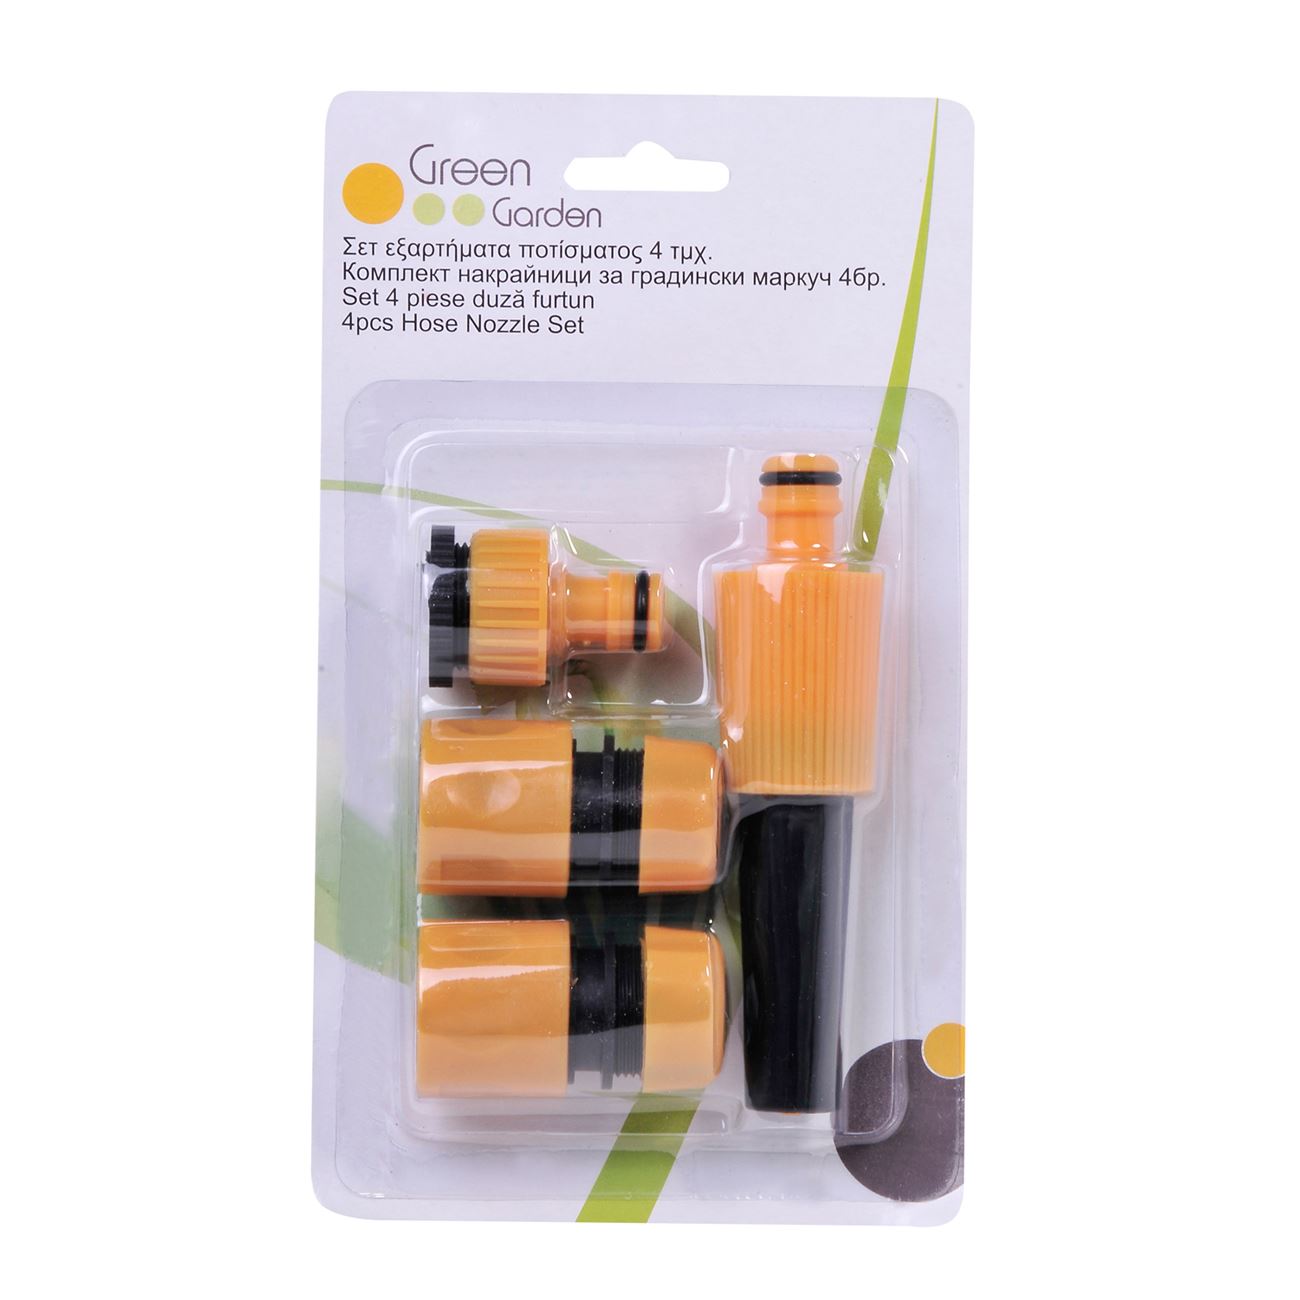 Green
Garden
Σετ εξαρτήματα ποτίσματος 4 τμχ.
Комплект накрайници за градински маркуч 4бр.
Set 4 piese duză furtun
4pcs Hose Nozzle Set